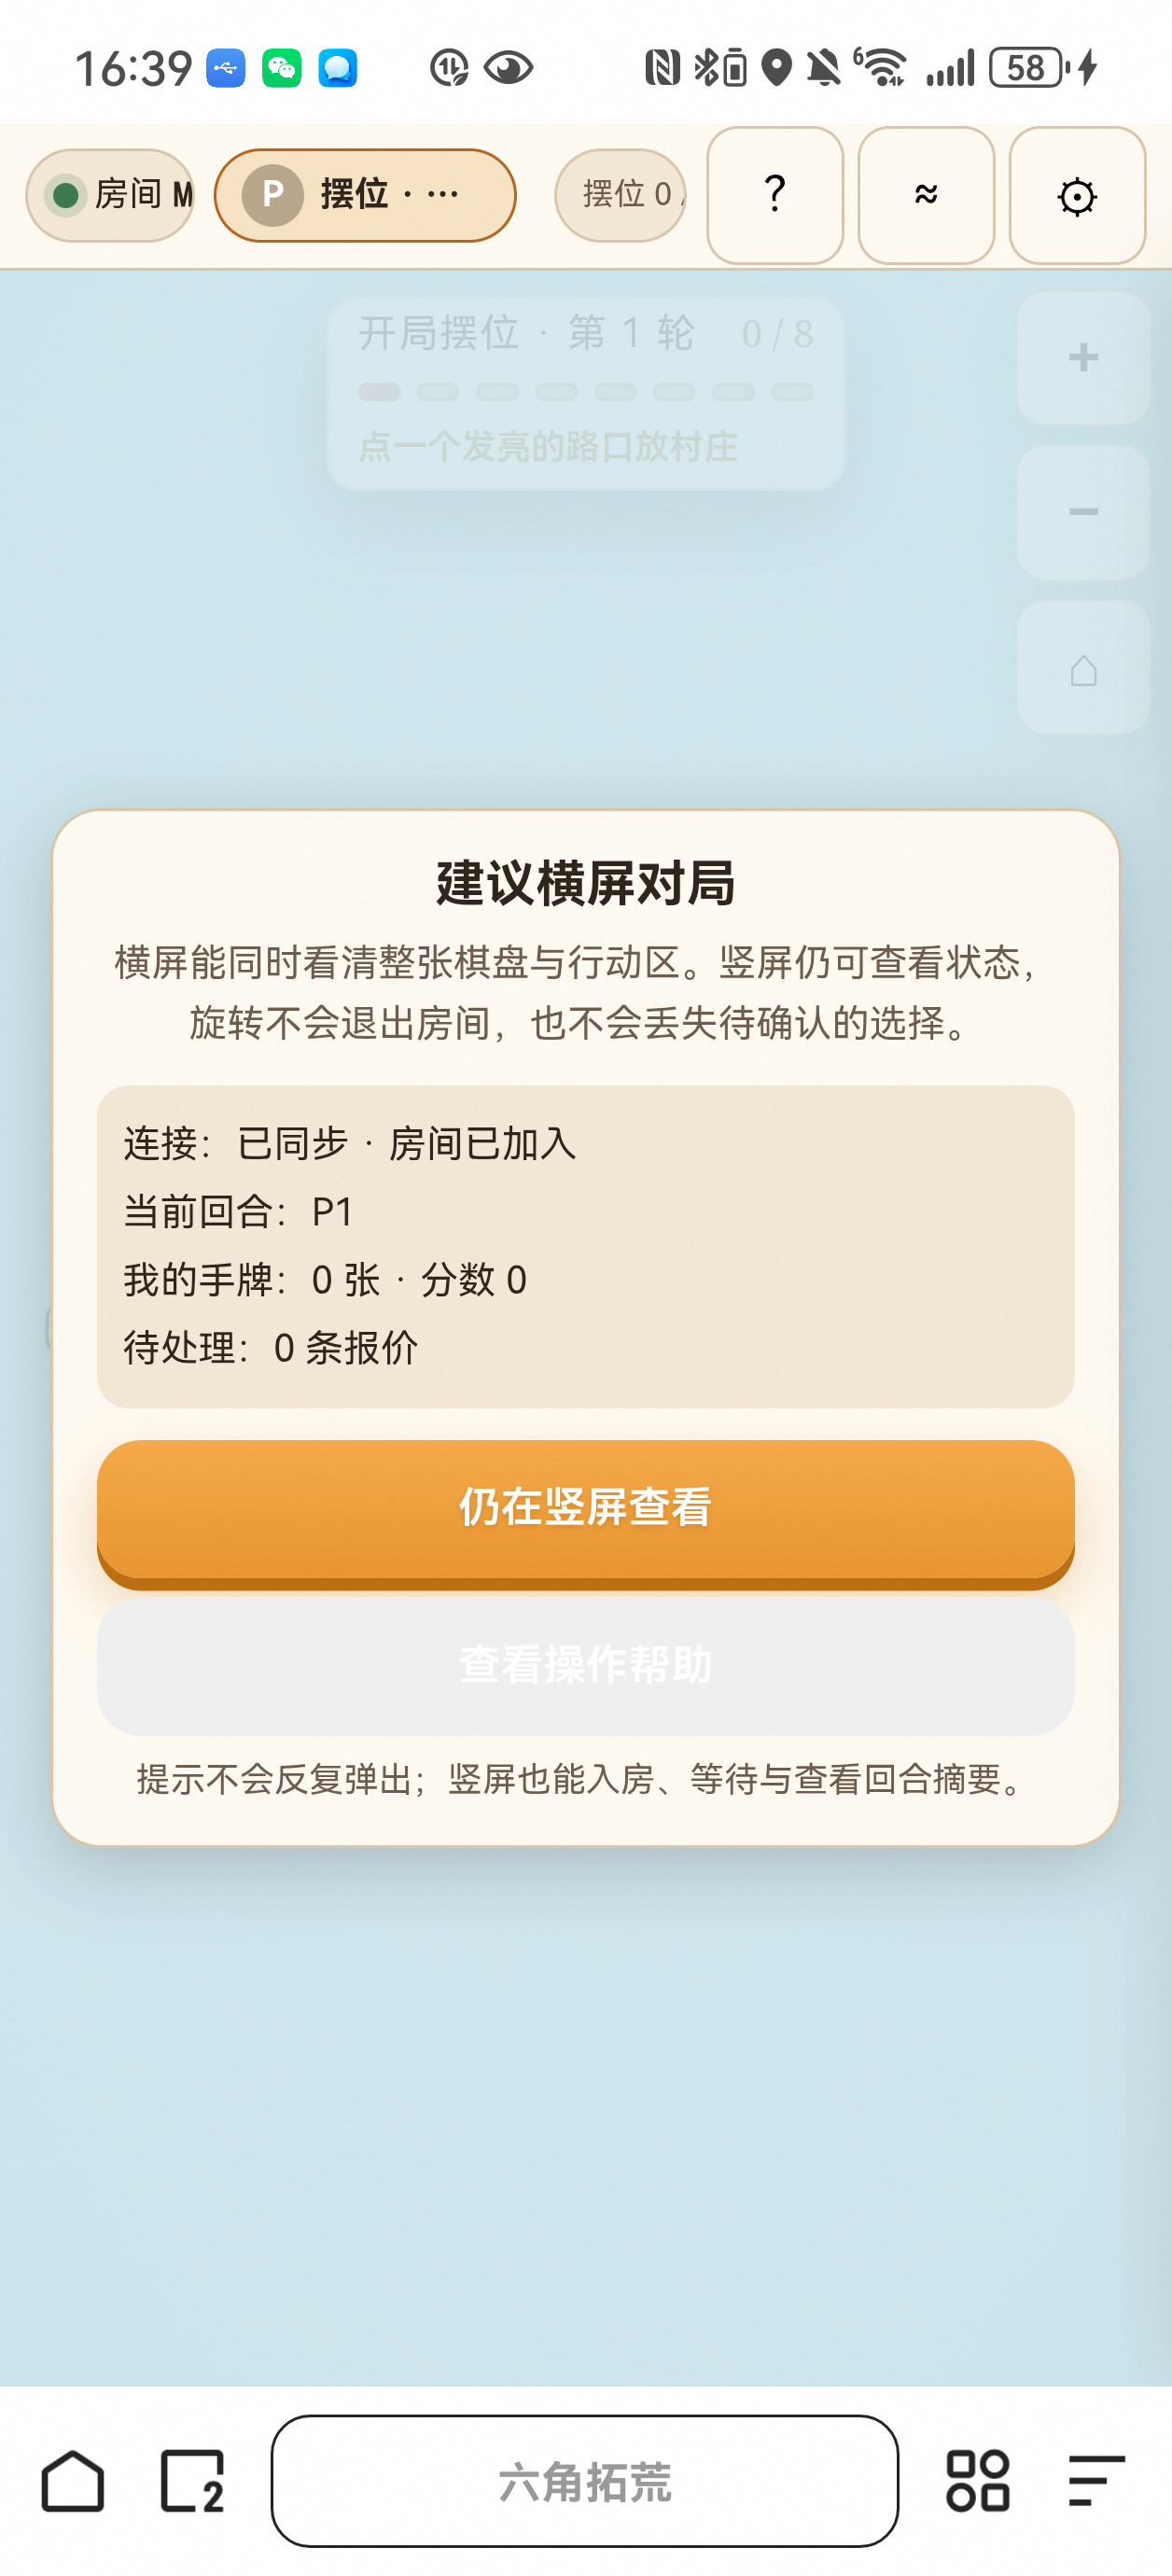 16:39
6
58
房间 M
P 摆位 · ···
摆位 0
?
≈
开局摆位 · 第 1 轮 0 / 8
点一个发亮的路口放村庄
+
−
建议横屏对局
横屏能同时看清整张棋盘与行动区。竖屏仍可查看状态，
旋转不会退出房间，也不会丢失待确认的选择。
连接：已同步 · 房间已加入
当前回合：P1
我的手牌：0 张 · 分数 0
待处理：0 条报价
仍在竖屏查看
查看操作帮助
提示不会反复弹出；竖屏也能入房、等待与查看回合摘要。
2
六角拓荒